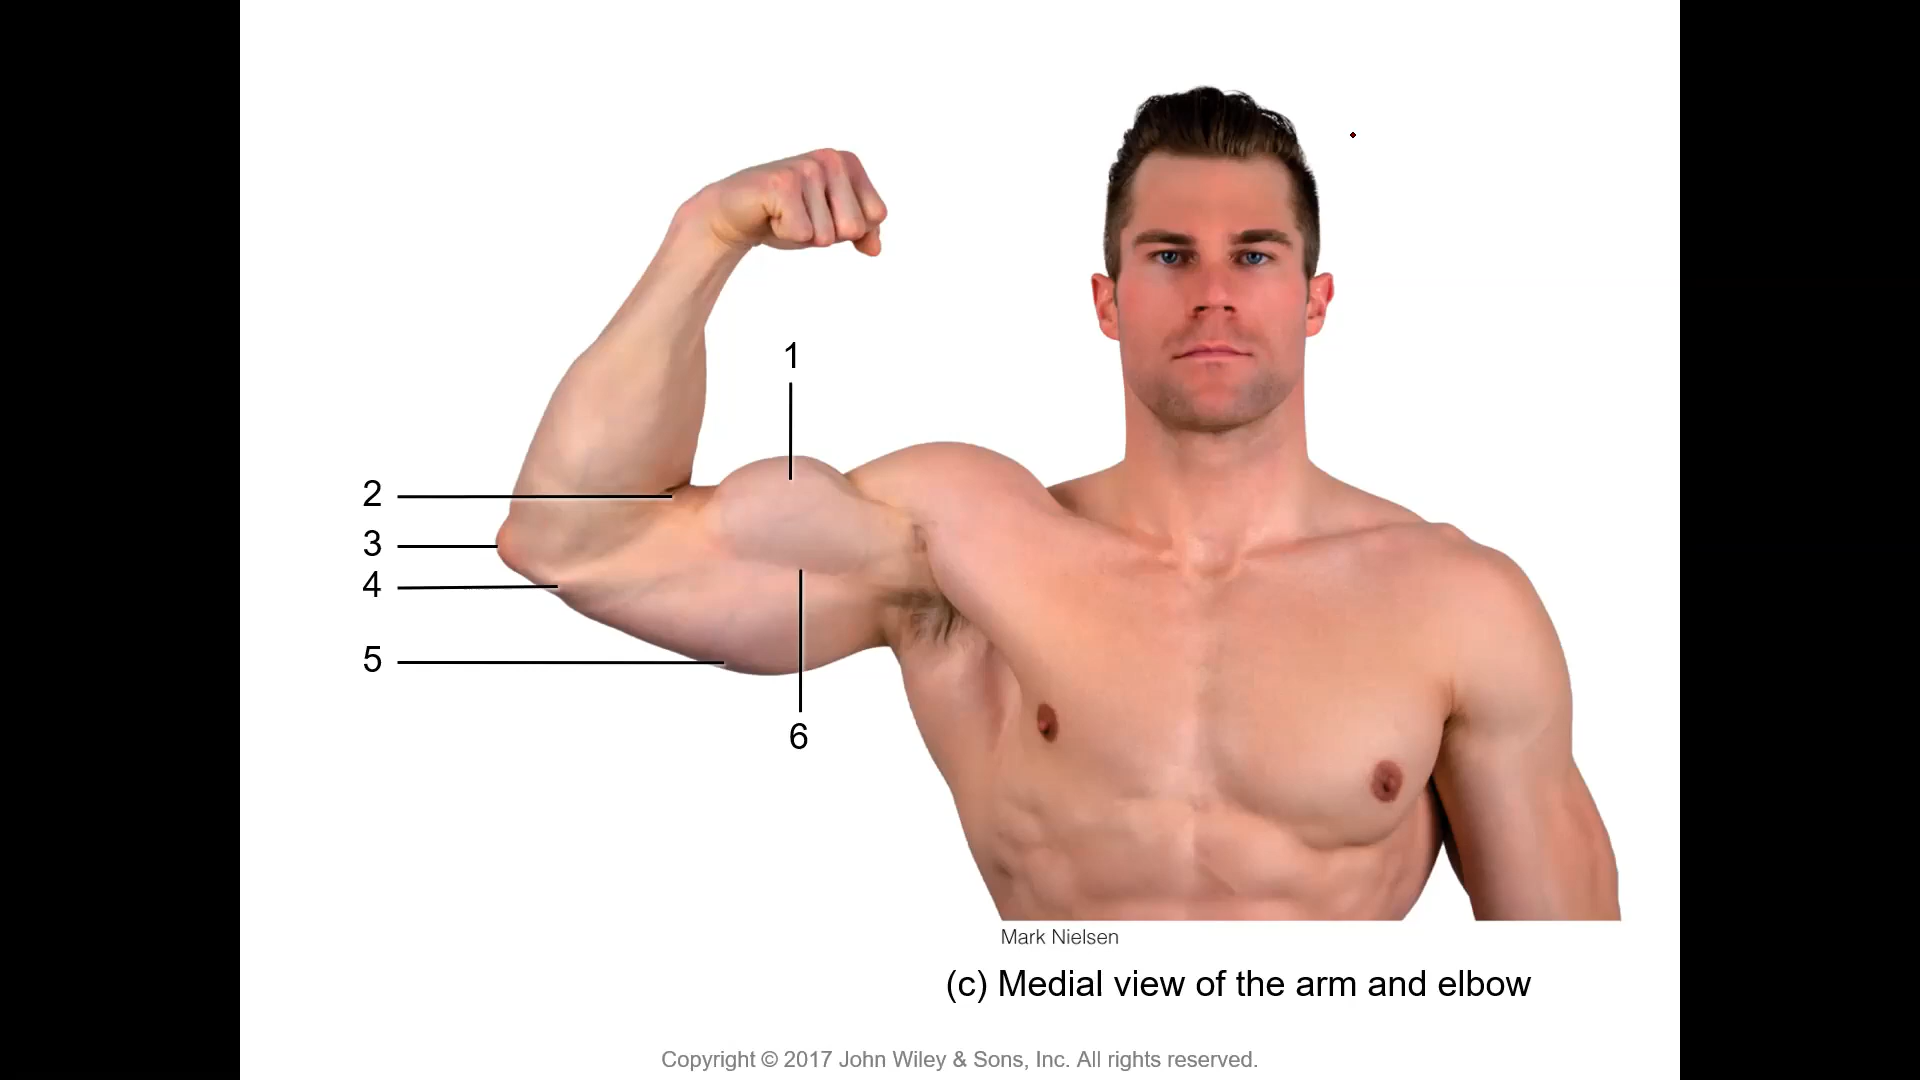 1
2
3
4
5
6
Mark Nielsen
(c) Medial view of the arm and elbow
Copyright © 2017 John Wiley & Sons, Inc. All rights reserved.